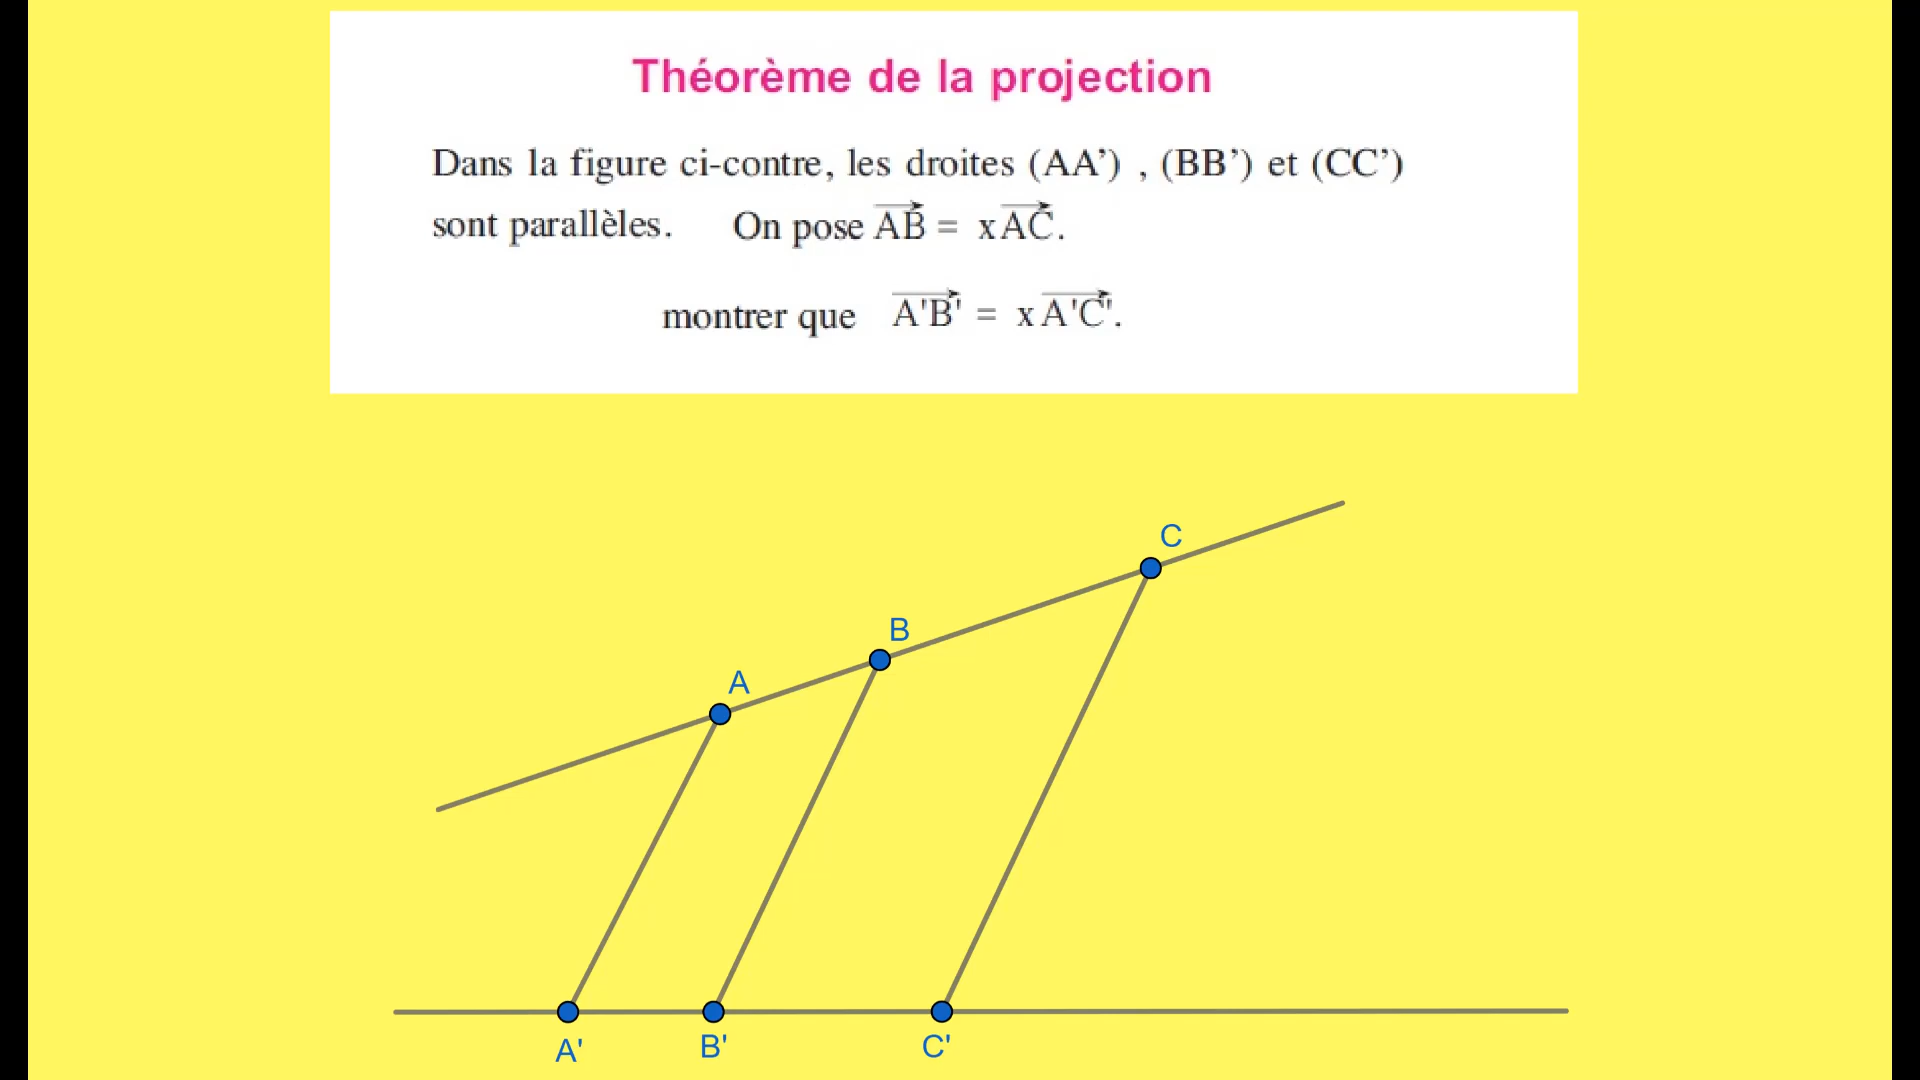 Théorème de la projection
Dans la figure ci-contre, les droites (AA’) , (BB’) et (CC’)
sont parallèles. On pose AB = xAC.
montrer que A'B' = xA'C'.
C
B
A
A'
B'
C'